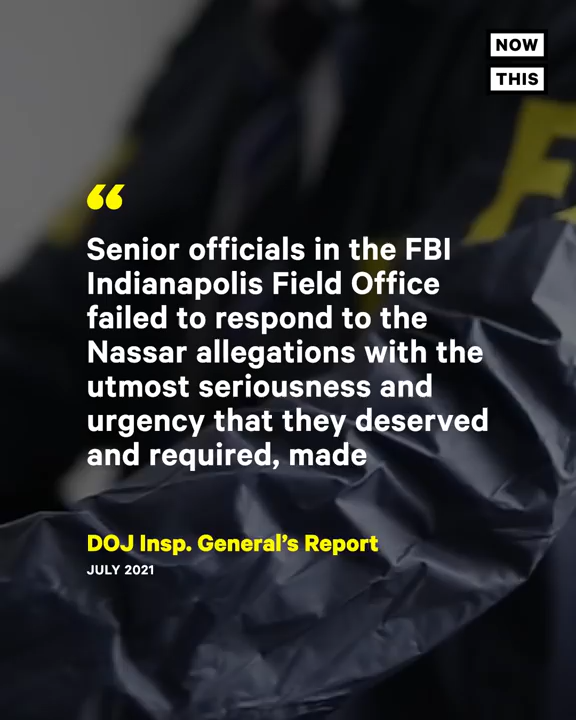 NOW
THIS
“
Senior officials in the FBI
Indianapolis Field Office
failed to respond to the
Nassar allegations with the
utmost seriousness and
urgency that they deserved
and required, made
DOJ Insp. General’s Report
JULY 2021